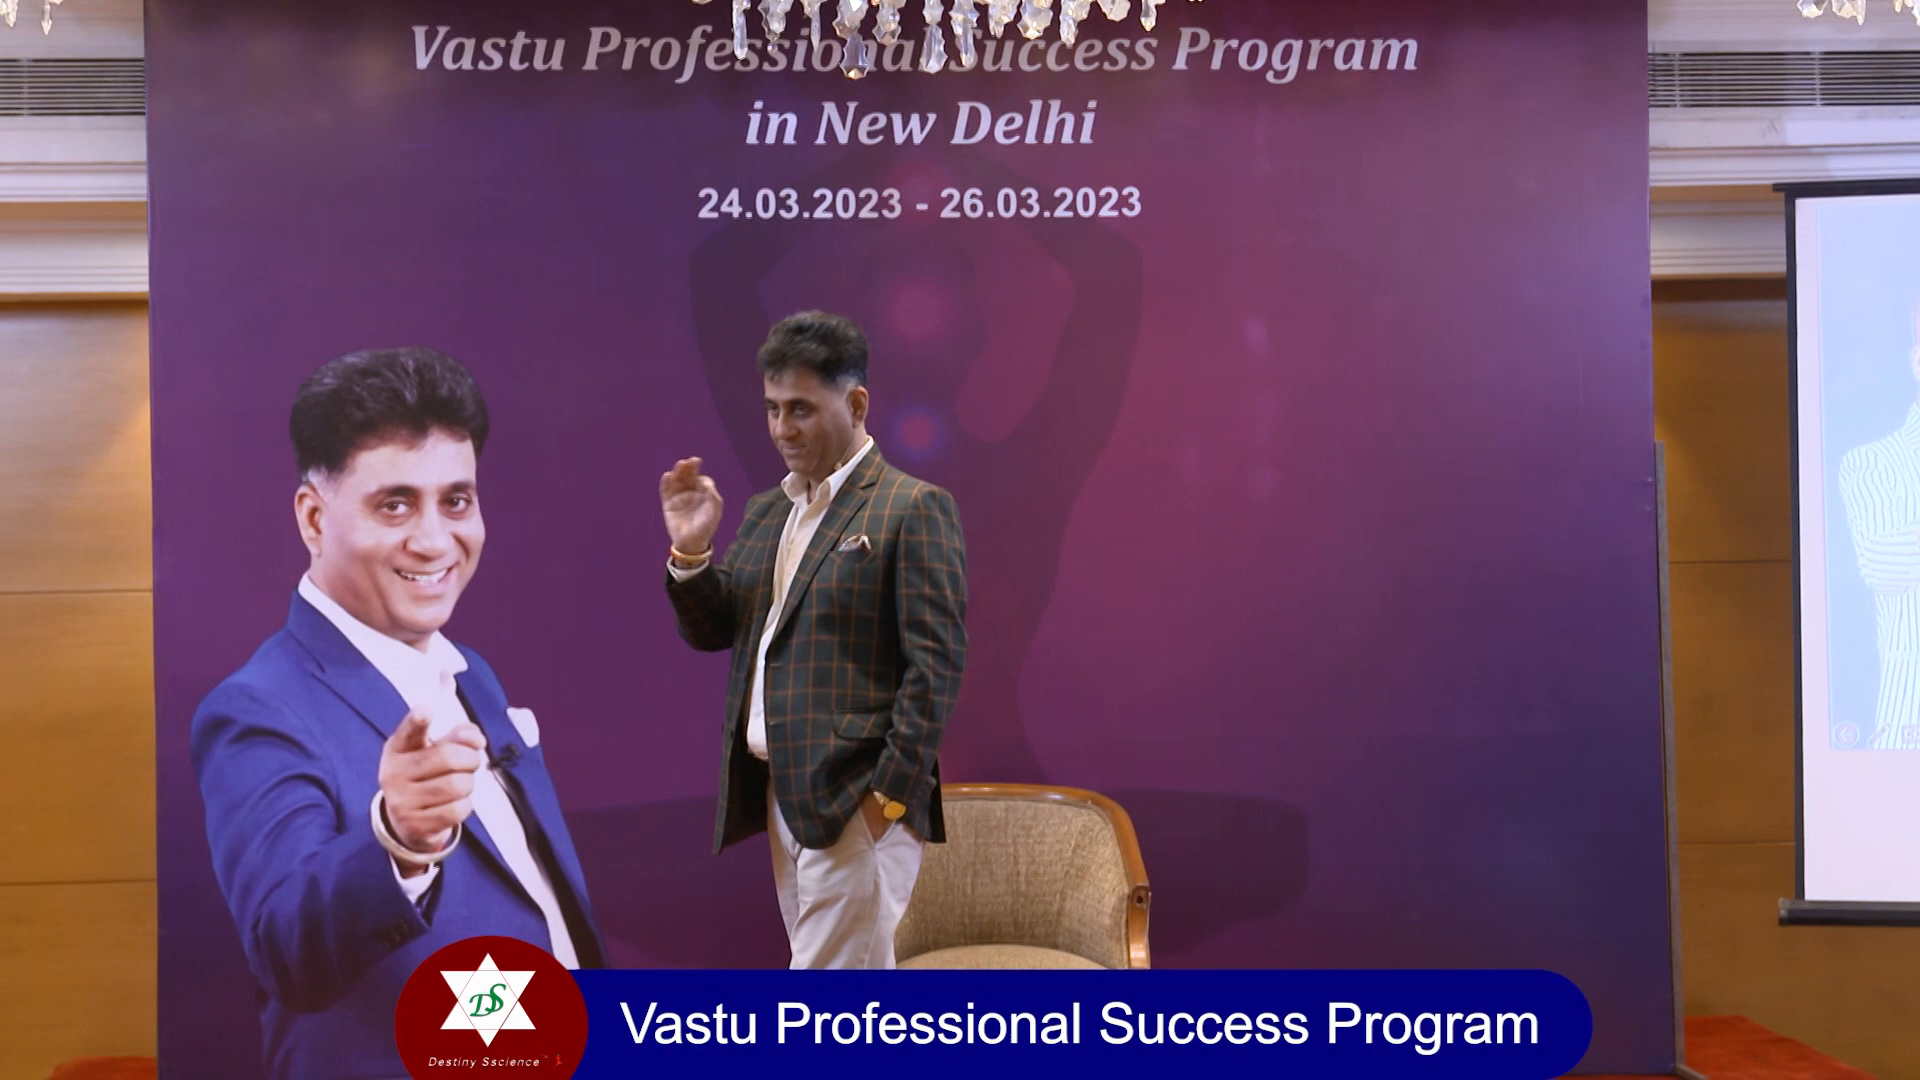 Vastu Professional Success Program
in New Delhi
24.03.2023 - 26.03.2023
DS
Destiny Sscience
Vastu Professional Success Program